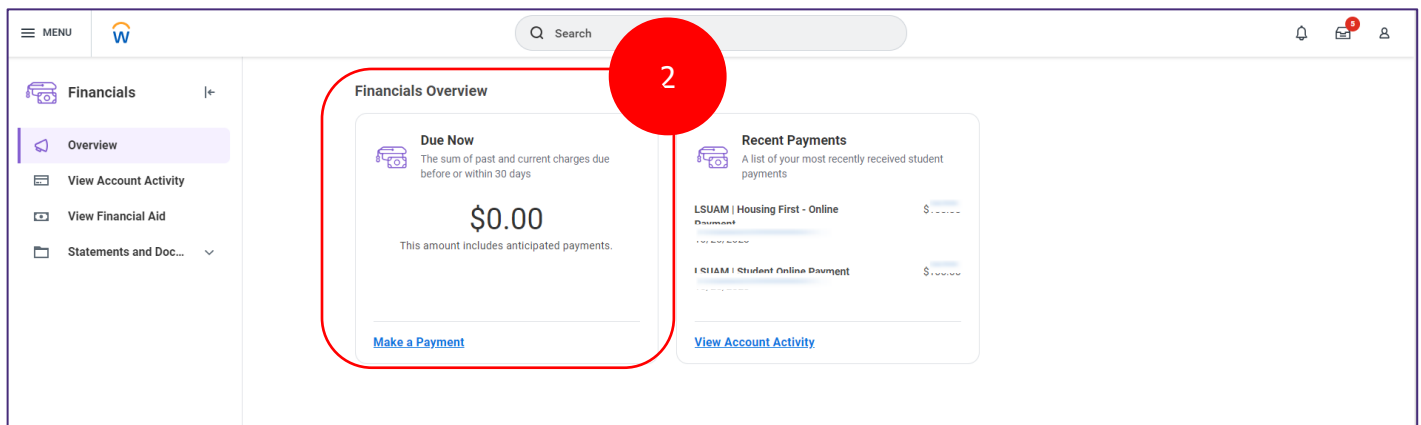 MENU
Search
5
2
Financials
Overview
View Account Activity
View Financial Aid
Statements and Doc...
Financials Overview
Due Now
The sum of past and current charges due
before or within 30 days
$0.00
This amount includes anticipated payments.
Make a Payment
Recent Payments
A list of your most recently received student
payments
LSUAM | Housing First - Online
Payment
$
LSUAM | Student Online Payment
$
View Account Activity